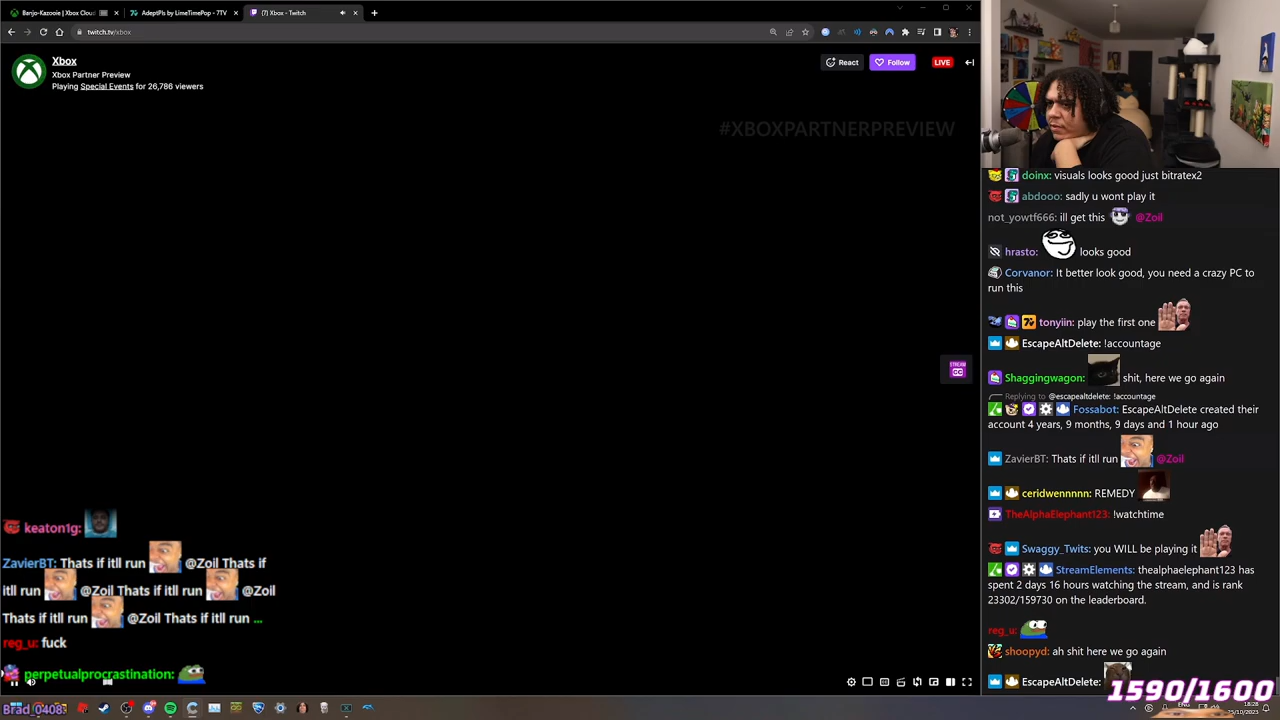 Banjo-Kazooie | Xbox Cloud
AdeptPls by LimeTimePop - 7TV
(7) Xbox - Twitch
twitch.tv/xbox
Xbox
Xbox Partner Preview
Playing Special Events for 26,786 viewers
React
Follow
LIVE
#XBOXPARTNERPREVIEW
STREAM
CC
keaton1g:
ZavierBT: Thats if itll run @Zoil Thats if
itll run @Zoil Thats if itll run @Zoil
Thats if itll run @Zoil Thats if itll run ...
reg_u: fuck
perpetualprocrastination:
Brad_0408:
doinx: visuals looks good just bitratex2
abdooo: sadly u wont play it
not_yowtf666: ill get this @Zoil
hrasto: looks good
Corvanor: It better look good, you need a crazy PC to
run this
tonyiin: play the first one
EscapeAltDelete: !accountage
Shaggingwagon: shit, here we go again
Replying to @escapealtdelete: !accountage
Fossabot: EscapeAltDelete created their
account 4 years, 9 months, 9 days and 1 hour ago
ZavierBT: Thats if itll run @Zoil
ceridwennnnn: REMEDY
TheAlphaElephant123: !watchtime
Swaggy_Twits: you WILL be playing it
StreamElements: thealphaelephant123 has
spent 2 days 16 hours watching the stream, and is rank
23302/159730 on the leaderboard.
reg_u:
shoopyd: ah shit here we go again
EscapeAltDelete:
1590/1600
ENG
18:28